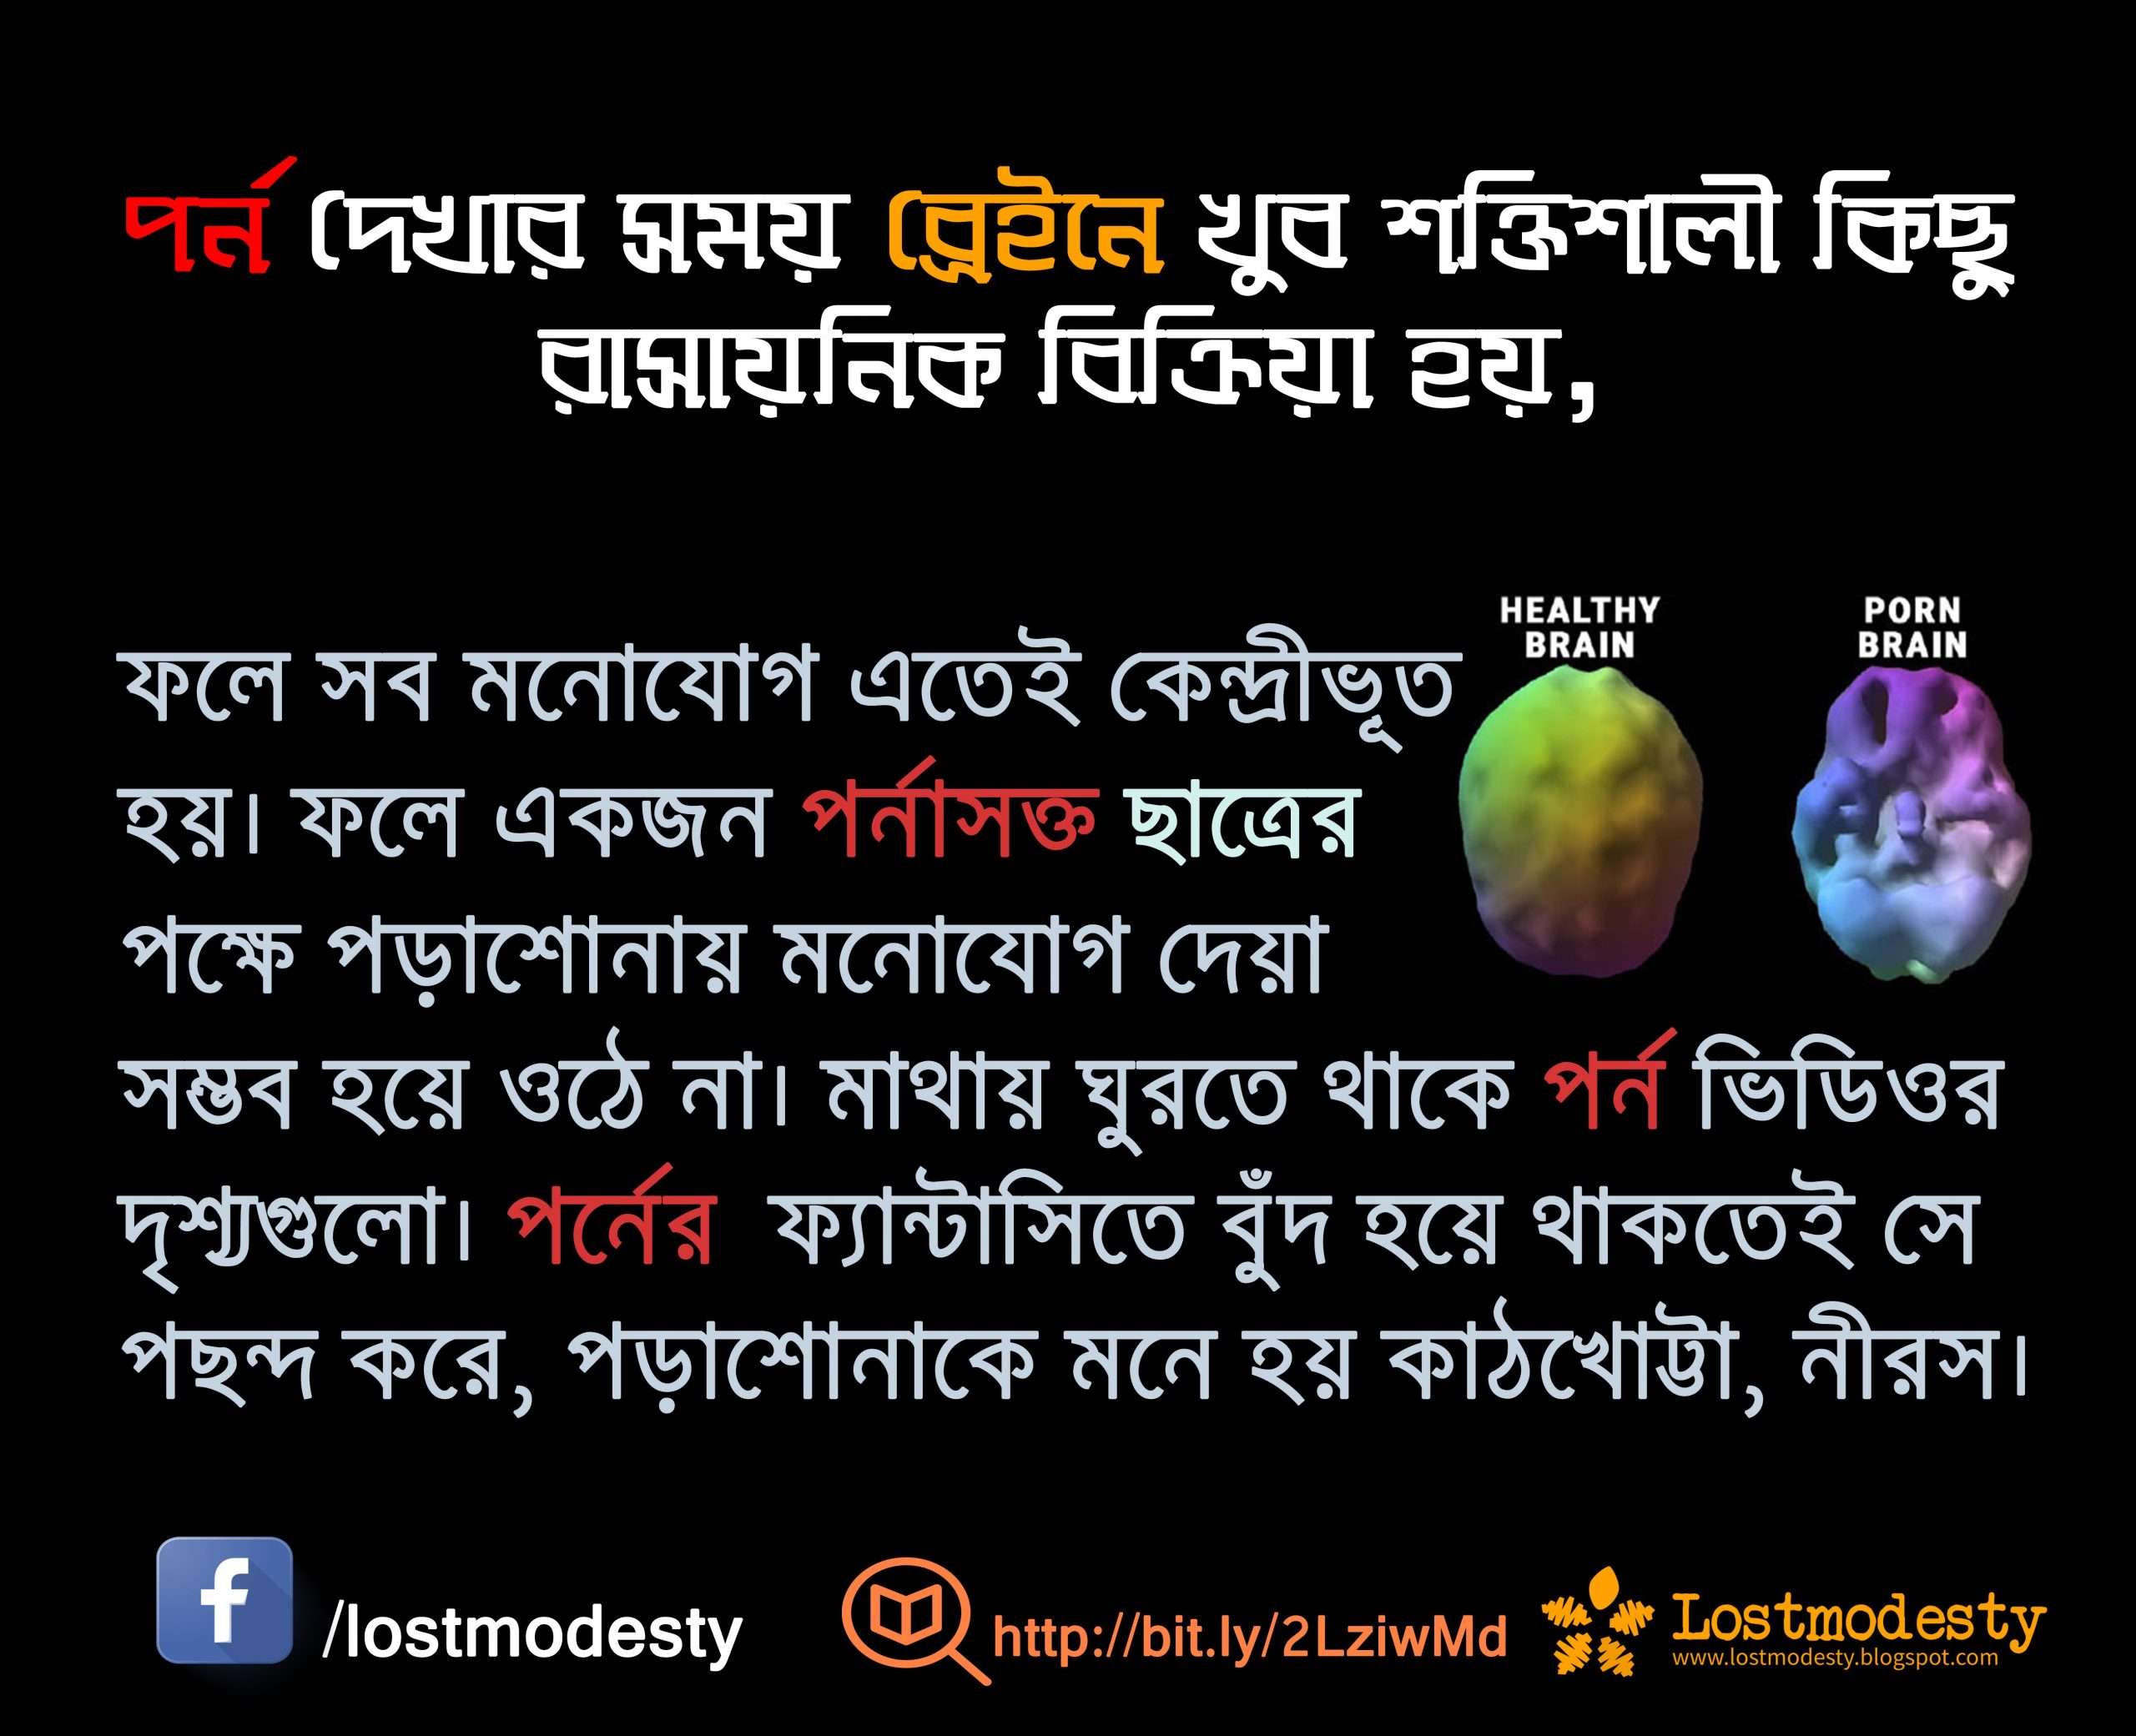 পর্ন দেখার সময় ব্রেইনে খুব শক্তিশালী কিছু
রাসায়নিক বিক্রিয়া হয়,
HEALTHY
BRAIN
PORN
BRAIN
ফলে সব মনোযোগ এতেই কেন্দ্রীভূত
হয়। ফলে একজন পর্নাসক্ত ছাত্রের
পক্ষে পড়াশোনায় মনোযোগ দেয়া
সম্ভব হয়ে ওঠে না। মাথায় ঘুরতে থাকে পর্ন ভিডিওর
দৃশ্যগুলো। পর্নের ফ্যান্টাসিতে বুঁদ হয়ে থাকতেই সে
পছন্দ করে, পড়াশোনাকে মনে হয় কাঠখোট্টা, নীরস।
f /lostmodesty
http://bit.ly/2LziwMd
Lostmodesty
www.lostmodesty.blogspot.com